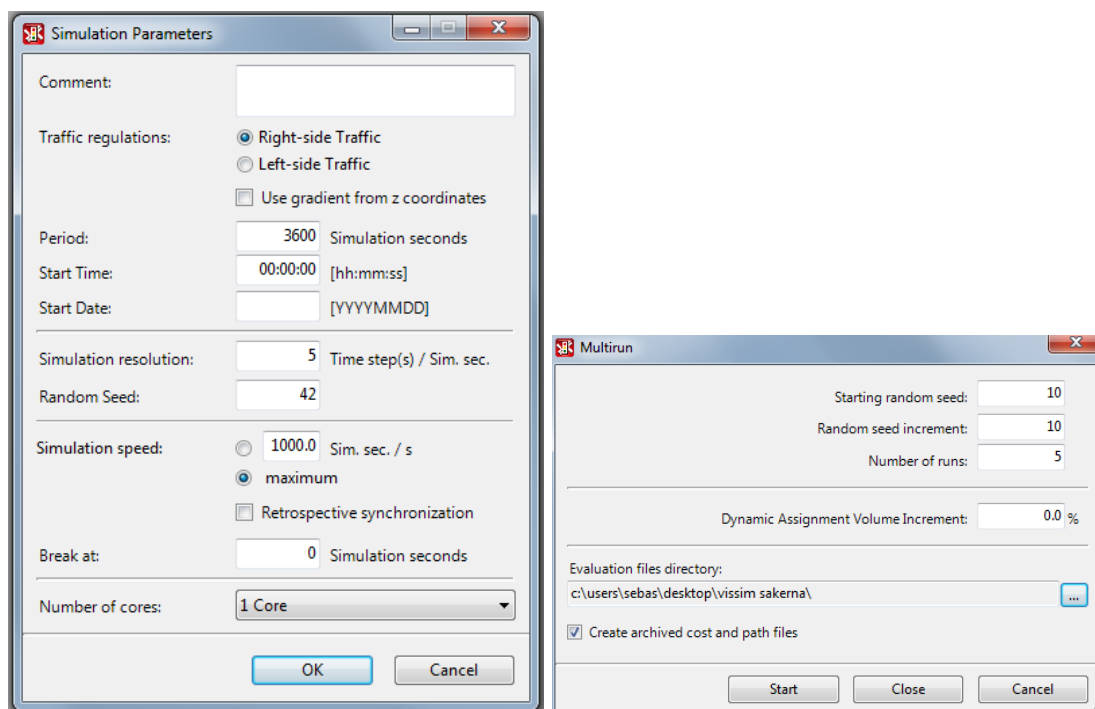 Simulation Parameters
Comment:
Traffic regulations: Right-side Traffic
Left-side Traffic
Use gradient from z coordinates
Period: 3600 Simulation seconds
Start Time: 00:00:00 [hh:mm:ss]
Start Date: [YYYYMMDD]
Simulation resolution: 5 Time step(s) / Sim. sec.
Random Seed: 42
Simulation speed: 1000.0 Sim. sec. / s
maximum
Retrospective synchronization
Break at: 0 Simulation seconds
Number of cores: 1 Core
OK Cancel
Multirun
Starting random seed: 10
Random seed increment: 10
Number of runs: 5
Dynamic Assignment Volume Increment: 0.0 %
Evaluation files directory:
c:\users\sebas\desktop\vissim sakerna\ ...
Create archived cost and path files
Start Close Cancel